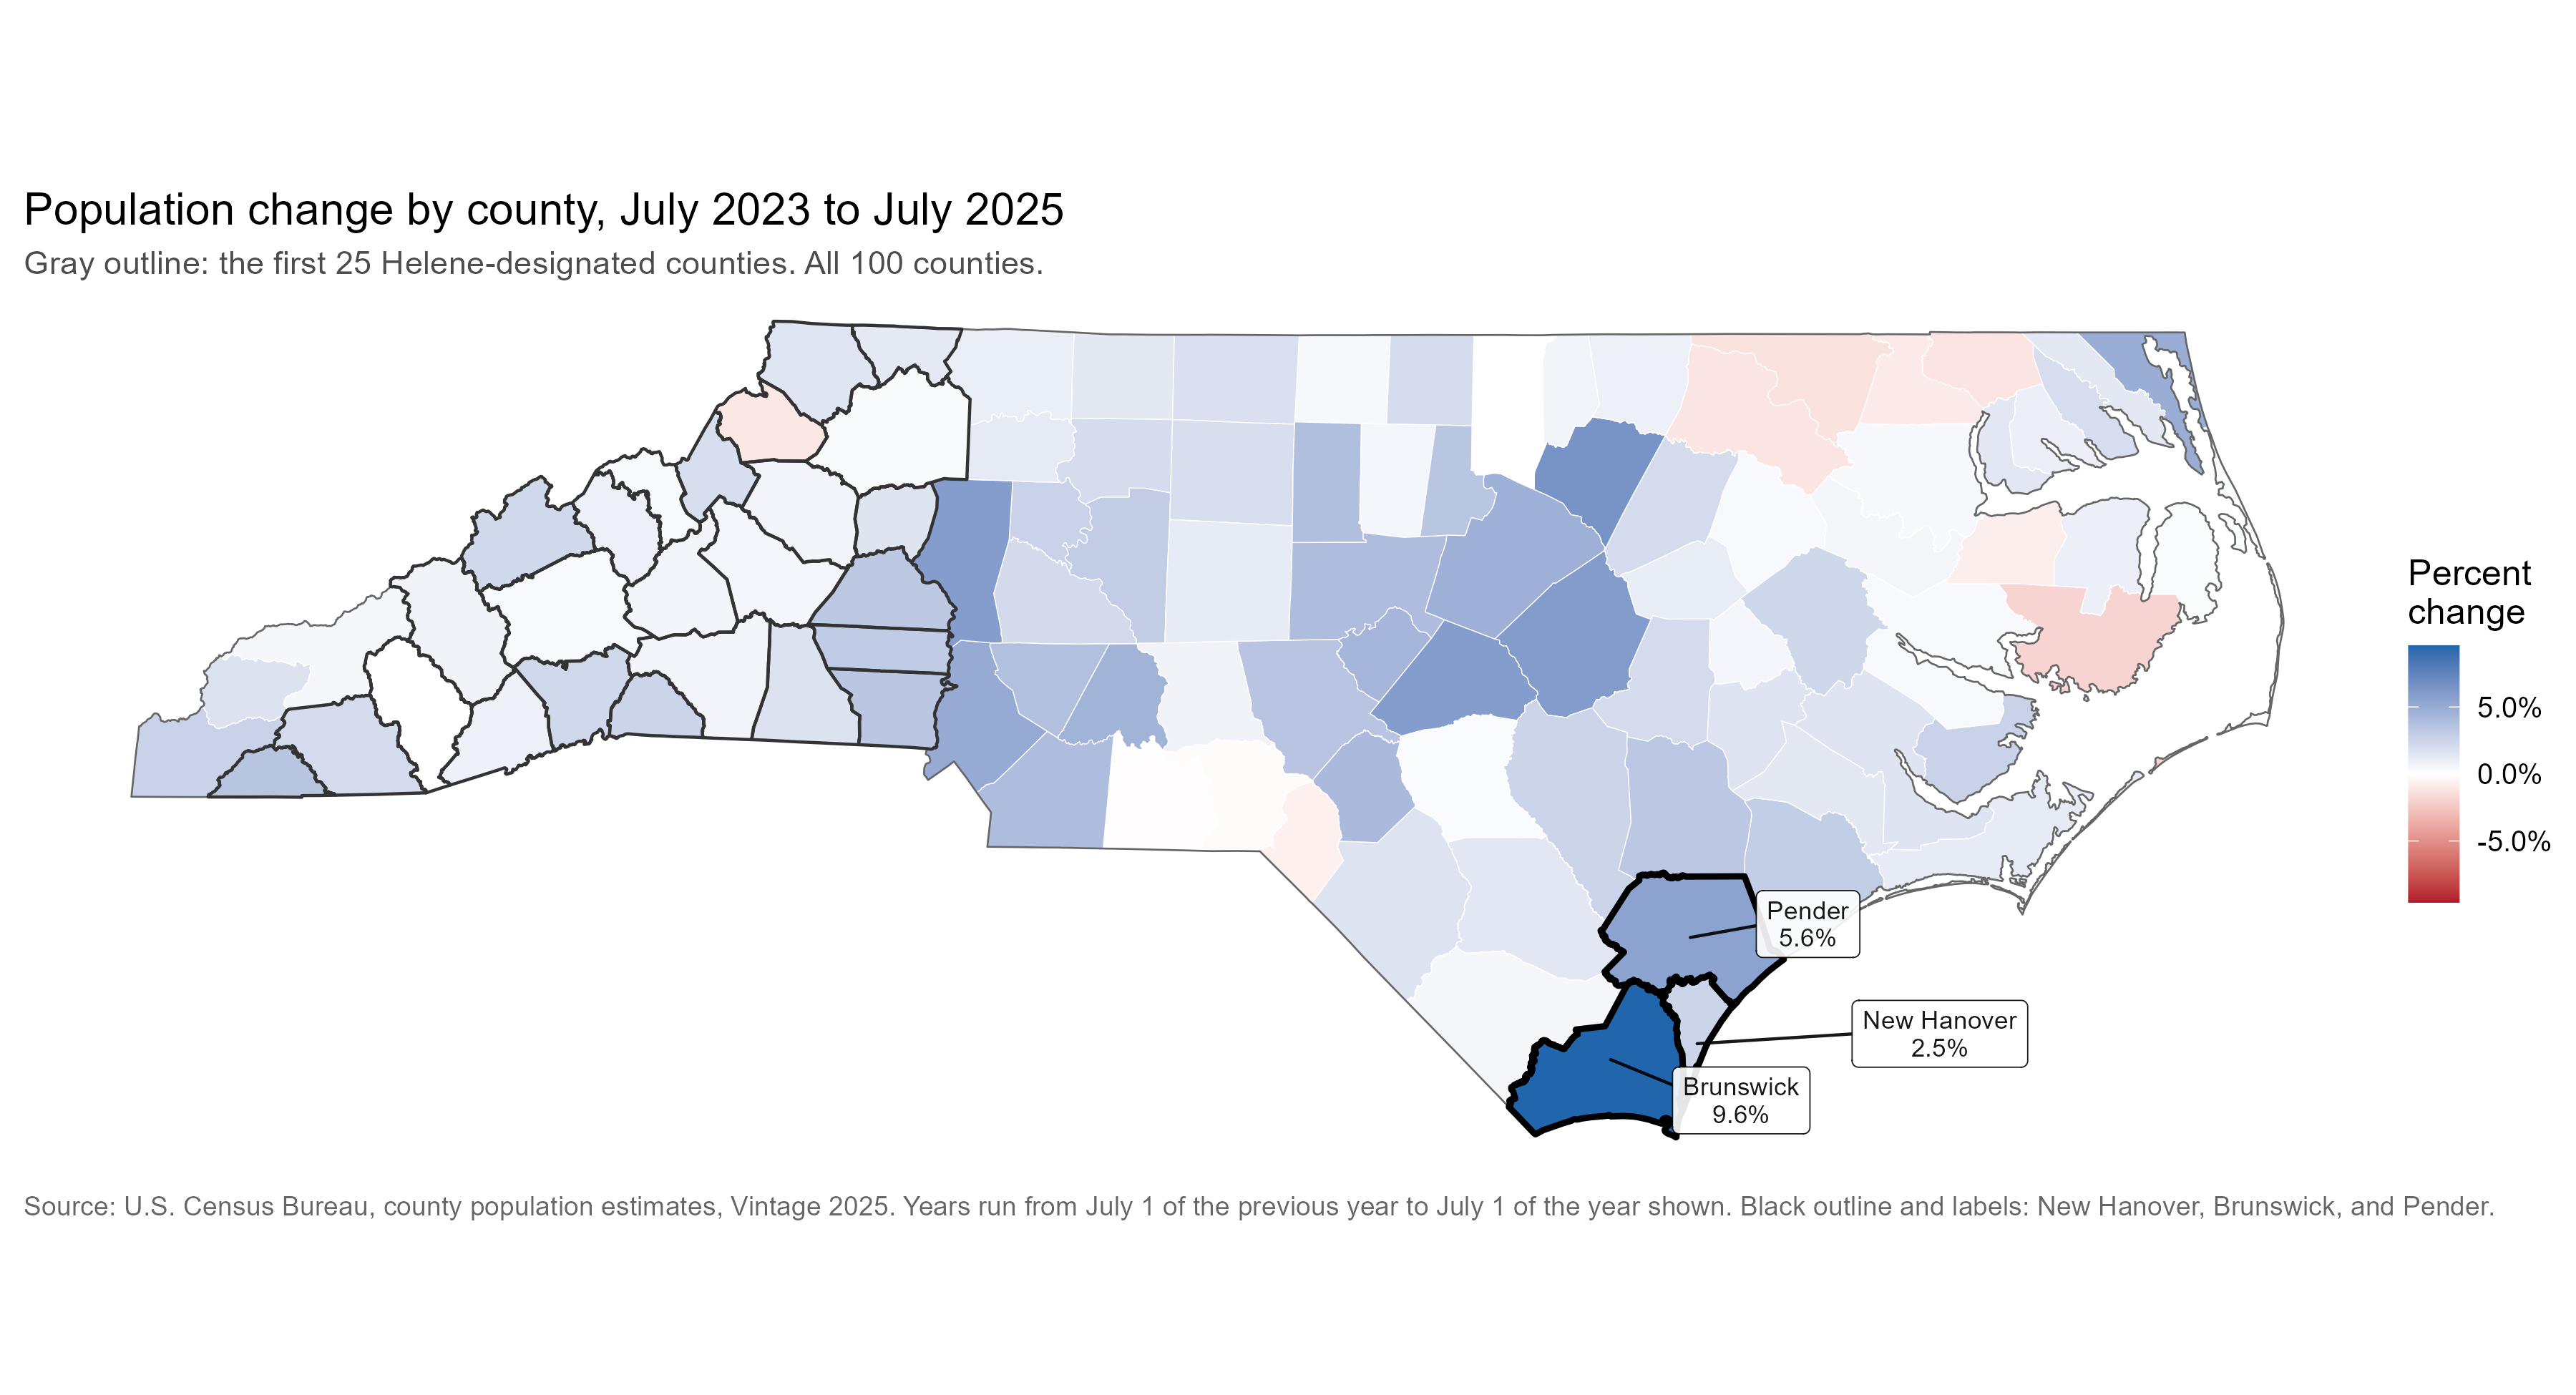 Population change by county, July 2023 to July 2025
Gray outline: the first 25 Helene-designated counties. All 100 counties.
Percent
change
5.0%
0.0%
-5.0%
Pender
5.6%
New Hanover
2.5%
Brunswick
9.6%
Source: U.S. Census Bureau, county population estimates, Vintage 2025. Years run from July 1 of the previous year to July 1 of the year shown. Black outline and labels: New Hanover, Brunswick, and Pender.